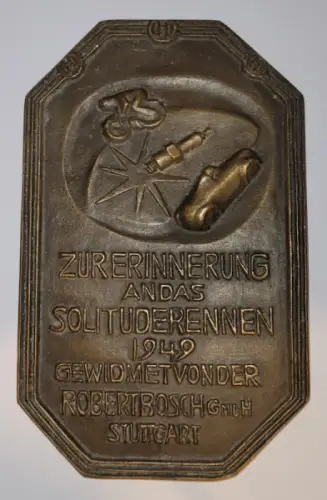 ZUR ERINNERUNG
AN DAS
SOLITUDERENNEN
1949
GEWIDMET VON DER
ROBERT BOSCH GmbH
STUTTGART